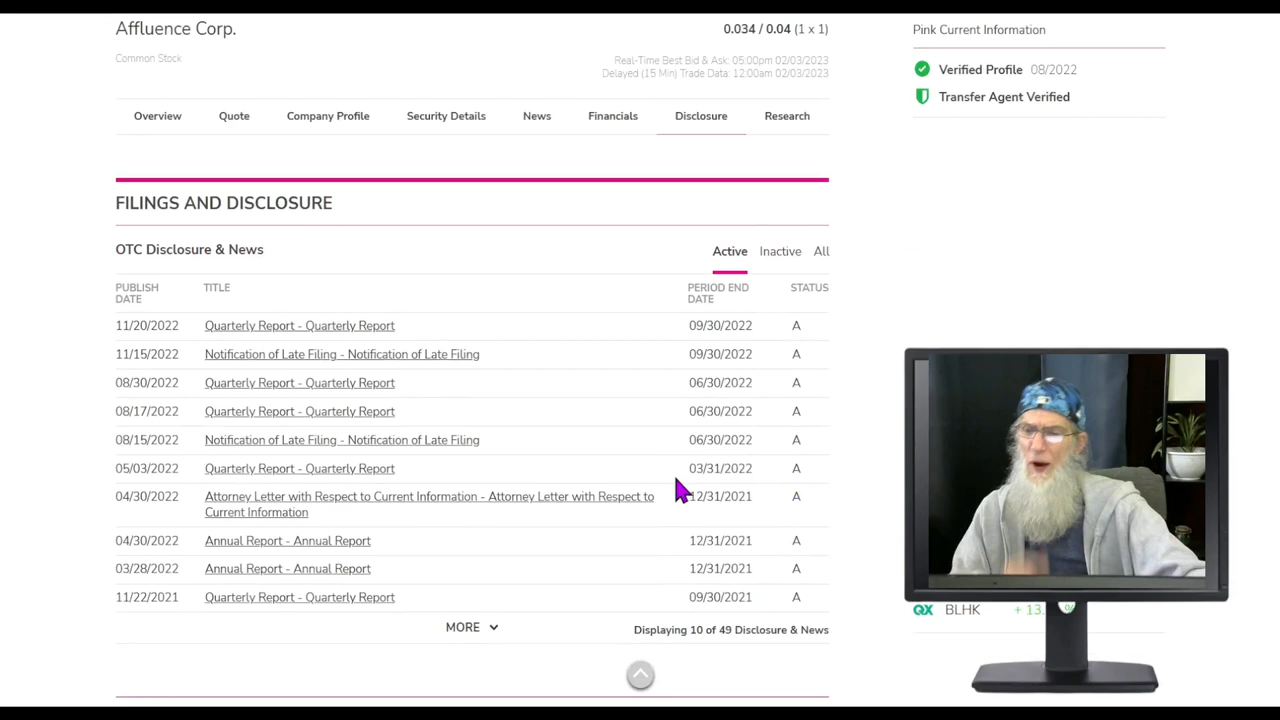 Affluence Corp.
0.034 / 0.04 (1 x 1)
Pink Current Information
Common Stock
Real-Time Best Bid & Ask: 05:00pm 02/03/2023
Delayed (15 Min) Trade Data: 12:00am 02/03/2023
Verified Profile 08/2022
Transfer Agent Verified
Overview Quote Company Profile Security Details News Financials Disclosure Research
FILINGS AND DISCLOSURE
OTC Disclosure & News
Active Inactive All
PUBLISH DATE TITLE PERIOD END DATE STATUS
11/20/2022 Quarterly Report - Quarterly Report 09/30/2022 A
11/15/2022 Notification of Late Filing - Notification of Late Filing 09/30/2022 A
08/30/2022 Quarterly Report - Quarterly Report 06/30/2022 A
08/17/2022 Quarterly Report - Quarterly Report 06/30/2022 A
08/15/2022 Notification of Late Filing - Notification of Late Filing 06/30/2022 A
05/03/2022 Quarterly Report - Quarterly Report 03/31/2022 A
04/30/2022 Attorney Letter with Respect to Current Information - Attorney Letter with Respect to 12/31/2021 A
Current Information
04/30/2022 Annual Report - Annual Report 12/31/2021 A
03/28/2022 Annual Report - Annual Report 12/31/2021 A
11/22/2021 Quarterly Report - Quarterly Report 09/30/2021 A
MORE
Displaying 10 of 49 Disclosure & News
QX BLHK + 13. %